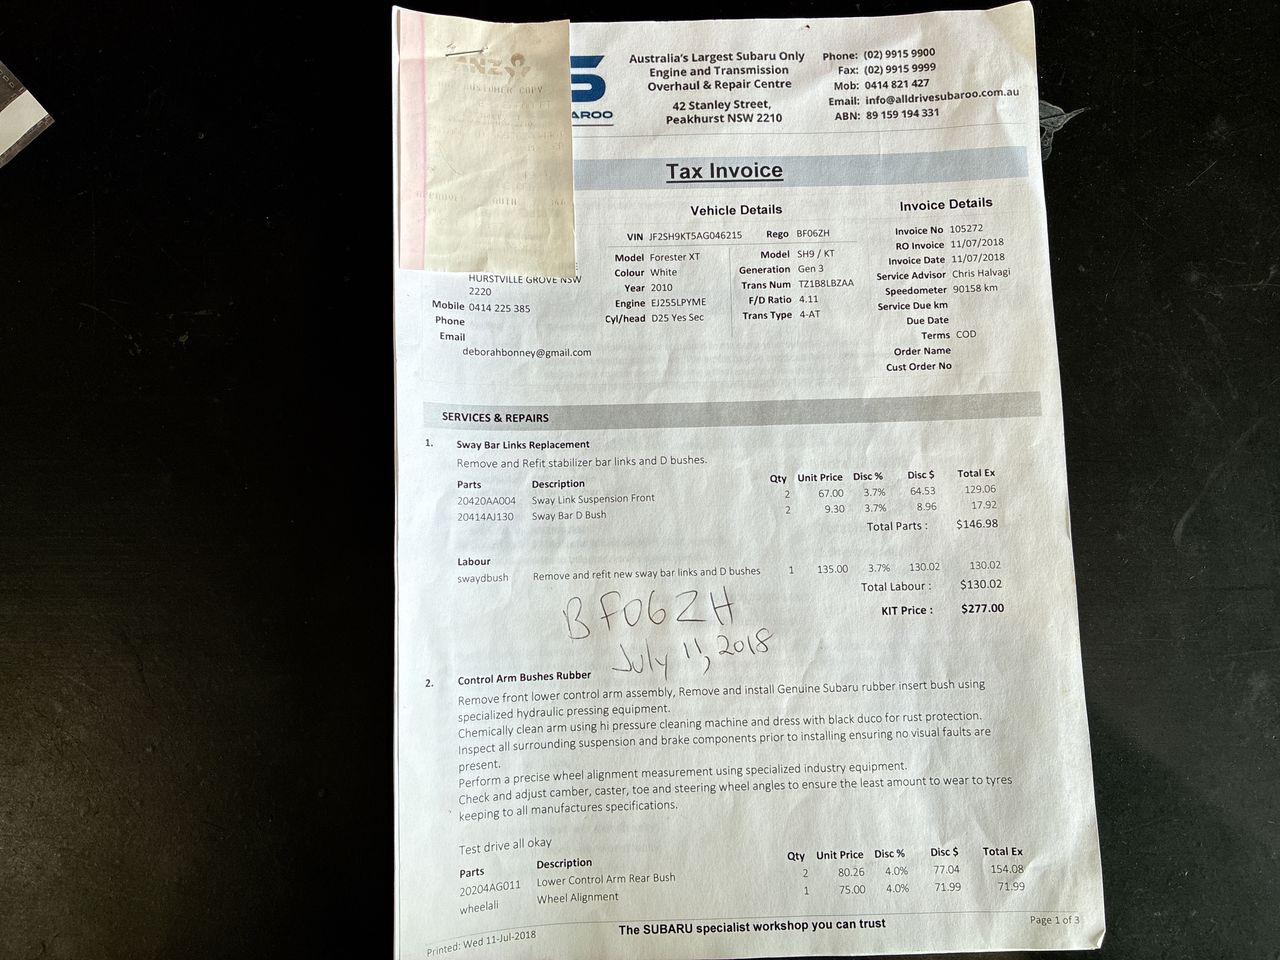 ANZ
CUSTOMER COPY
APPROVED
AUTH
S
AROO
Australia's Largest Subaru Only
Engine and Transmission
Overhaul & Repair Centre
42 Stanley Street,
Peakhurst NSW 2210
Phone: (02) 9915 9900
Fax: (02) 9915 9999
Mob: 0414 821 427
Email: info@alldrivesubaroo.com.au
ABN: 89 159 194 331
Tax Invoice
HURSTVILLE GROVE NSW
2220
Mobile 0414 225 385
Phone
Email
deborahbonney@gmail.com
Vehicle Details
VIN JF2SH9KT5AG046215 Rego BF06ZH
Model Forester XT Model SH9 / KT
Colour White Generation Gen 3
Year 2010 Trans Num TZ1B8LBZAA
Engine EJ255LPYME F/D Ratio 4.11
Cyl/head D25 Yes Sec Trans Type 4-AT
Invoice Details
Invoice No 105272
RO Invoice 11/07/2018
Invoice Date 11/07/2018
Service Advisor Chris Halvagi
Speedometer 90158 km
Service Due km
Due Date
Terms COD
Order Name
Cust Order No
SERVICES & REPAIRS
1. Sway Bar Links Replacement
Remove and Refit stabilizer bar links and D bushes.
Parts Description Qty Unit Price Disc % Disc $ Total Ex
20420AA004 Sway Link Suspension Front 2 67.00 3.7% 64.53 129.06
20414AJ130 Sway Bar D Bush 2 9.30 3.7% 8.96 17.92
Total Parts : $146.98
Labour
swaydbush Remove and refit new sway bar links and D bushes 1 135.00 3.7% 130.02 130.02
Total Labour : $130.02
KIT Price : $277.00
BF06ZH
July 11, 2018
2. Control Arm Bushes Rubber
Remove front lower control arm assembly, Remove and install Genuine Subaru rubber insert bush using
specialized hydraulic pressing equipment.
Chemically clean arm using hi pressure cleaning machine and dress with black duco for rust protection.
Inspect all surrounding suspension and brake components prior to installing ensuring no visual faults are
present.
Perform a precise wheel alignment measurement using specialized industry equipment.
Check and adjust camber, caster, toe and steering wheel angles to ensure the least amount to wear to tyres
keeping to all manufactures specifications.
Test drive all okay
Parts Description Qty Unit Price Disc % Disc $ Total Ex
20204AG011 Lower Control Arm Rear Bush 2 80.26 4.0% 77.04 154.08
wheelali Wheel Alignment 1 75.00 4.0% 71.99 71.99
Printed: Wed 11-Jul-2018 The SUBARU specialist workshop you can trust Page 1 of 3